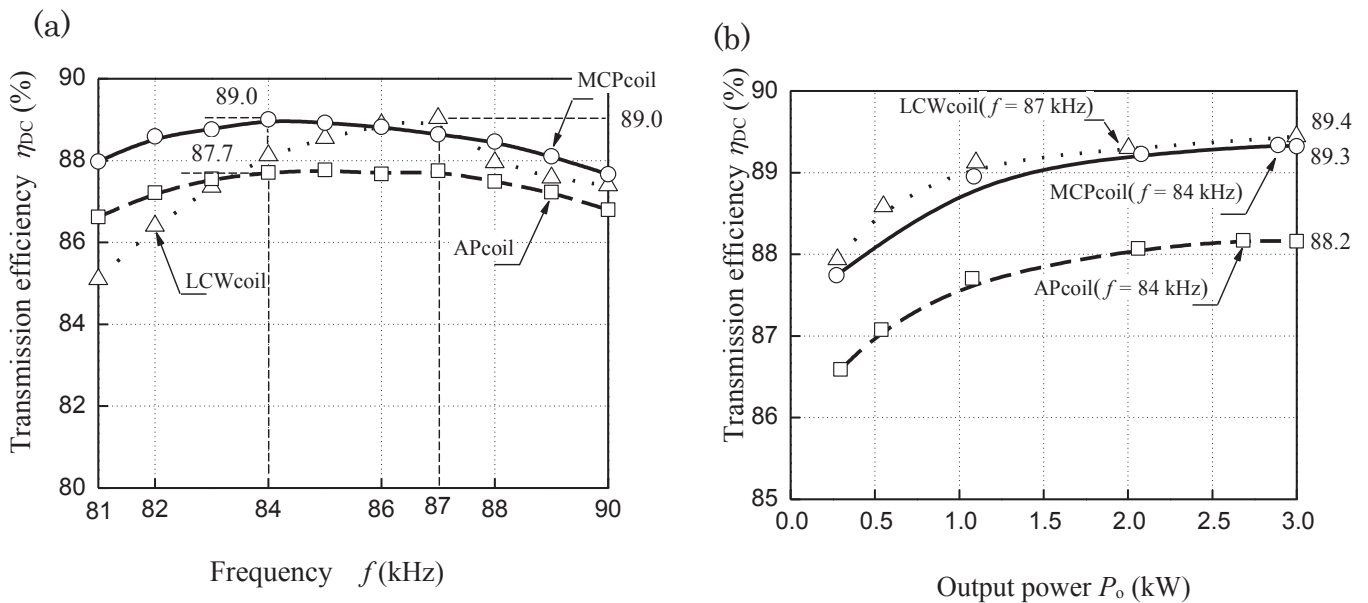 (a)
Transmission efficiency ηDC (%)
90
88
86
84
82
80
81
82
84
86
87
88
90
89.0
87.7
89.0
MCPcoil
APcoil
LCWcoil
Frequency f (kHz)
(b)
Transmission efficiency ηDC (%)
90
89
88
87
86
85
0.0
0.5
1.0
1.5
2.0
2.5
3.0
LCWcoil( f = 87 kHz)
MCPcoil( f = 84 kHz)
APcoil( f = 84 kHz)
89.4
89.3
88.2
Output power Po (kW)